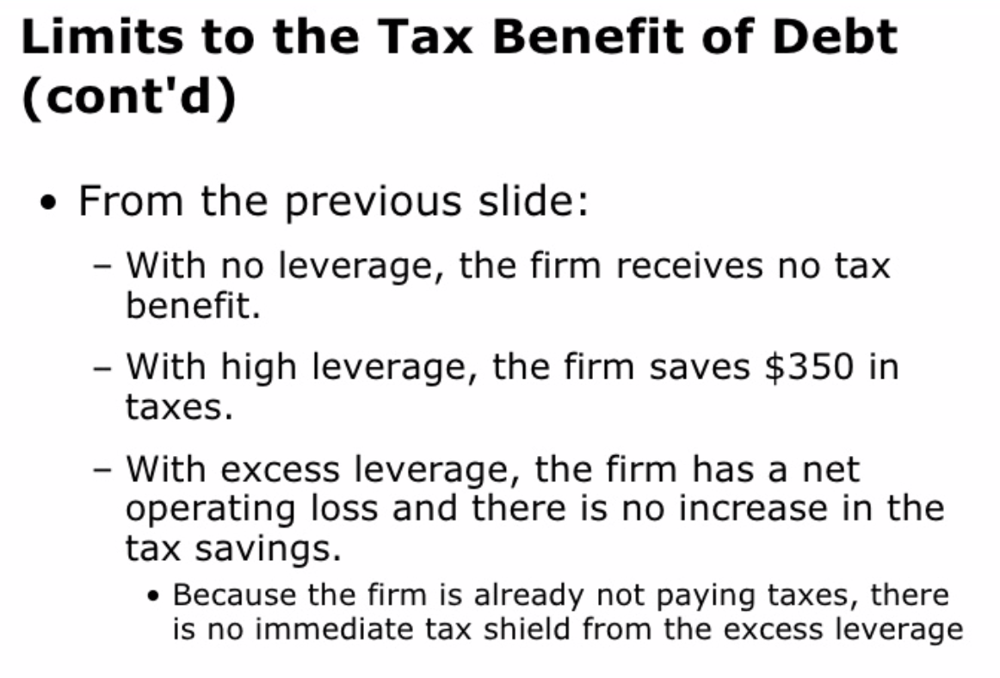 Limits to the Tax Benefit of Debt
(cont'd)
• From the previous slide:
– With no leverage, the firm receives no tax
benefit.
– With high leverage, the firm saves $350 in
taxes.
– With excess leverage, the firm has a net
operating loss and there is no increase in the
tax savings.
• Because the firm is already not paying taxes, there
is no immediate tax shield from the excess leverage